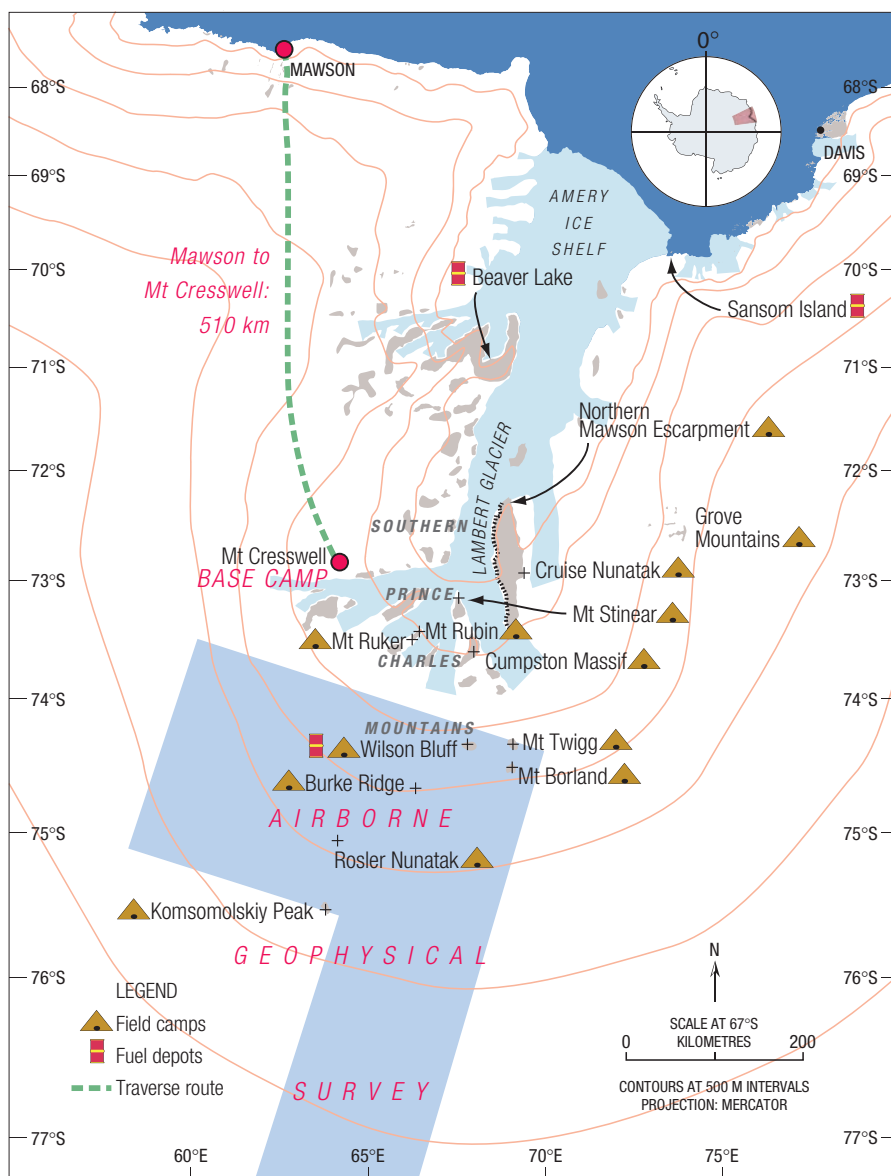 0°
MAWSON
68°S
68°S
DAVIS
69°S
69°S
AMERY
ICE
SHELF
Mawson to
Mt Cresswell:
510 km
70°S
70°S
Beaver Lake
Sansom Island
71°S
71°S
Northern
Mawson Escarpment
LAMBERT GLACIER
72°S
72°S
SOUTHERN
Grove
Mountains
Mt Cresswell
BASE CAMP
73°S
73°S
Cruise Nunatak
PRINCE
Mt Stinear
Mt Ruker
Mt Rubin
CHARLES
Cumpston Massif
74°S
74°S
MOUNTAINS
Wilson Bluff
Mt Twigg
Burke Ridge
Mt Borland
AIRBORNE
75°S
75°S
Rosler Nunatak
Komsomolskiy Peak
GEOPHYSICAL
76°S
76°S
LEGEND
Field camps
Fuel depots
Traverse route
N
SCALE AT 67°S
KILOMETRES
0
200
CONTOURS AT 500 M INTERVALS
PROJECTION: MERCATOR
SURVEY
77°S
77°S
60°E
65°E
70°E
75°E